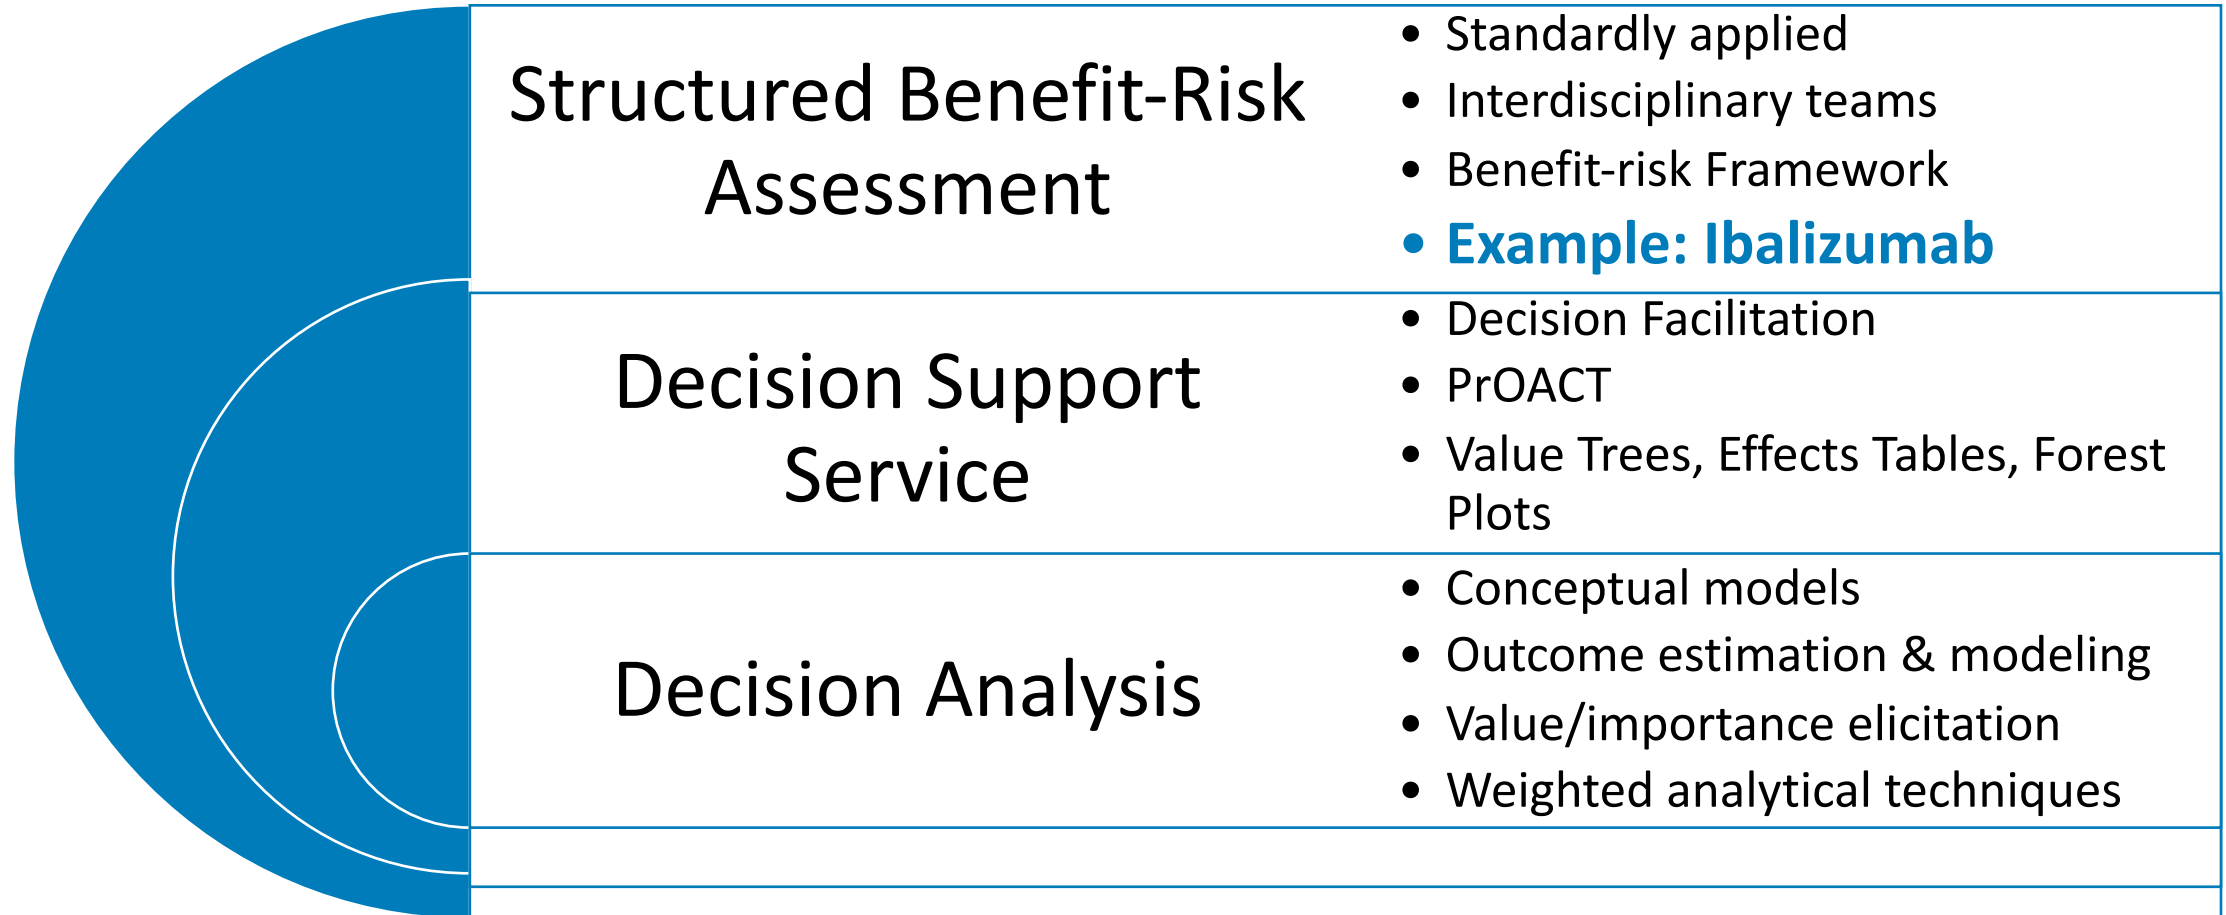 Structured Benefit-Risk
Assessment
• Standardly applied
• Interdisciplinary teams
• Benefit-risk Framework
• Example: Ibalizumab
Decision Support
Service
• Decision Facilitation
• PrOACT
• Value Trees, Effects Tables, Forest
Plots
Decision Analysis
• Conceptual models
• Outcome estimation & modeling
• Value/importance elicitation
• Weighted analytical techniques